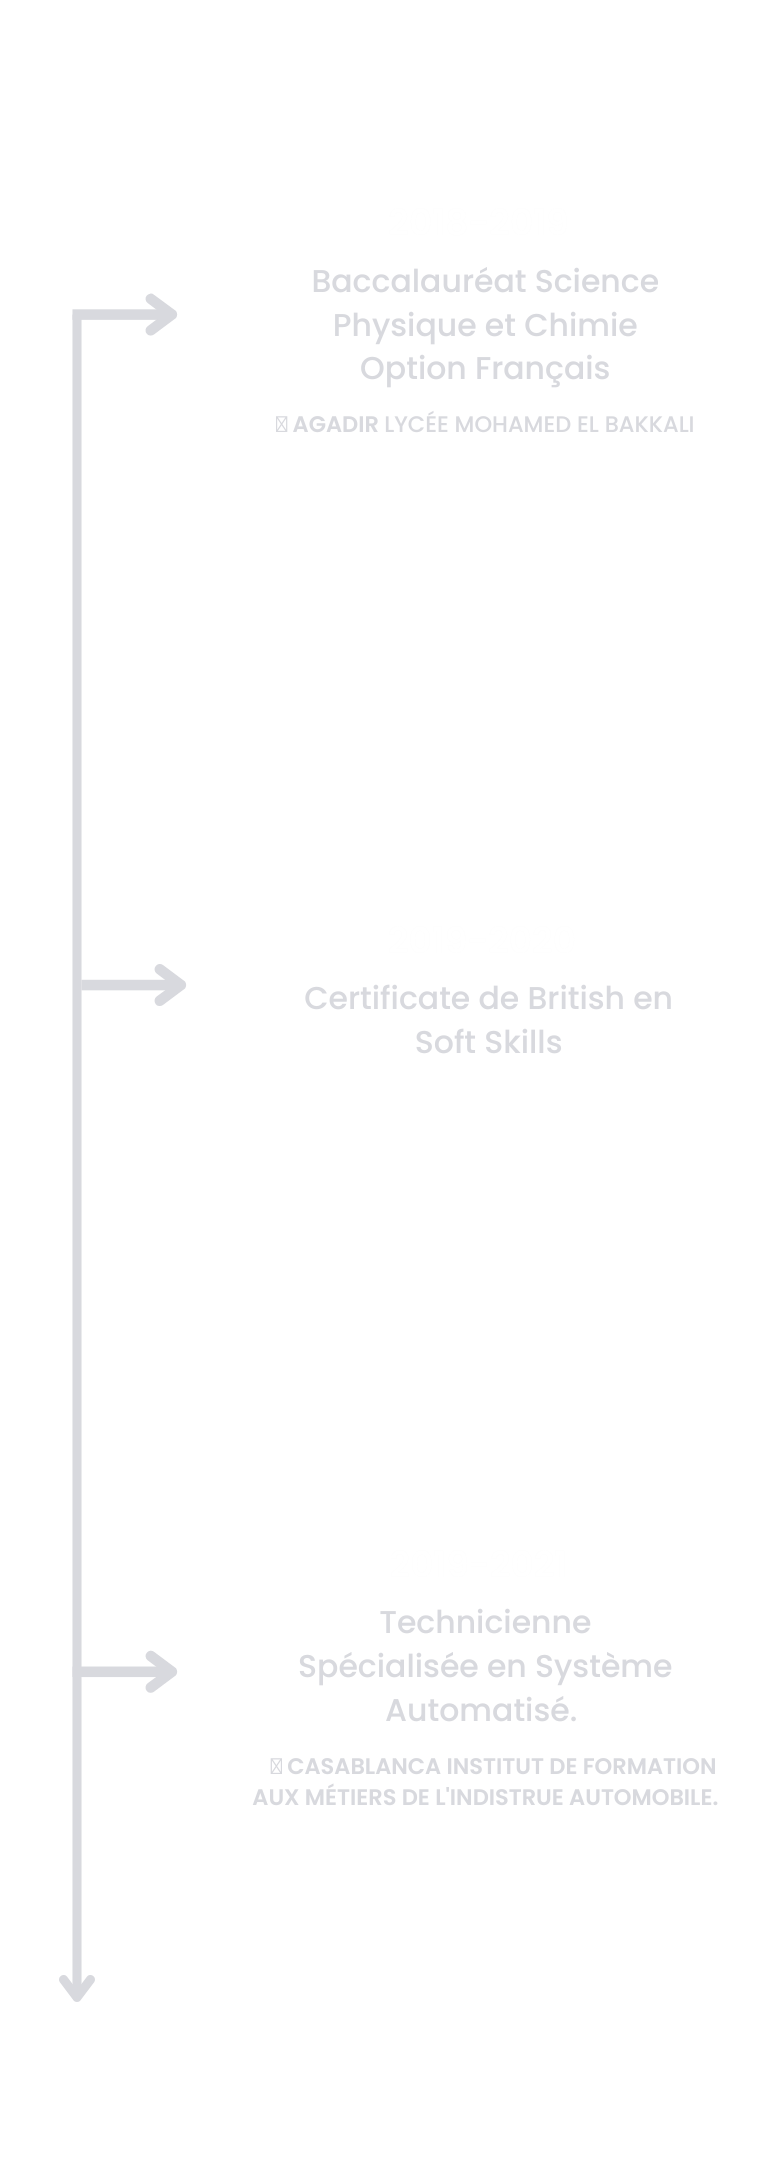 Baccalauréat Science
Physique et Chimie
Option Français
AGADIR LYCÉE MOHAMED EL BAKKALI
Certificate de British en
Soft Skills
Technicienne
Spécialisée en Système
Automatisé.
CASABLANCA INSTITUT DE FORMATION
AUX MÉTIERS DE L'INDISTRUE AUTOMOBILE.